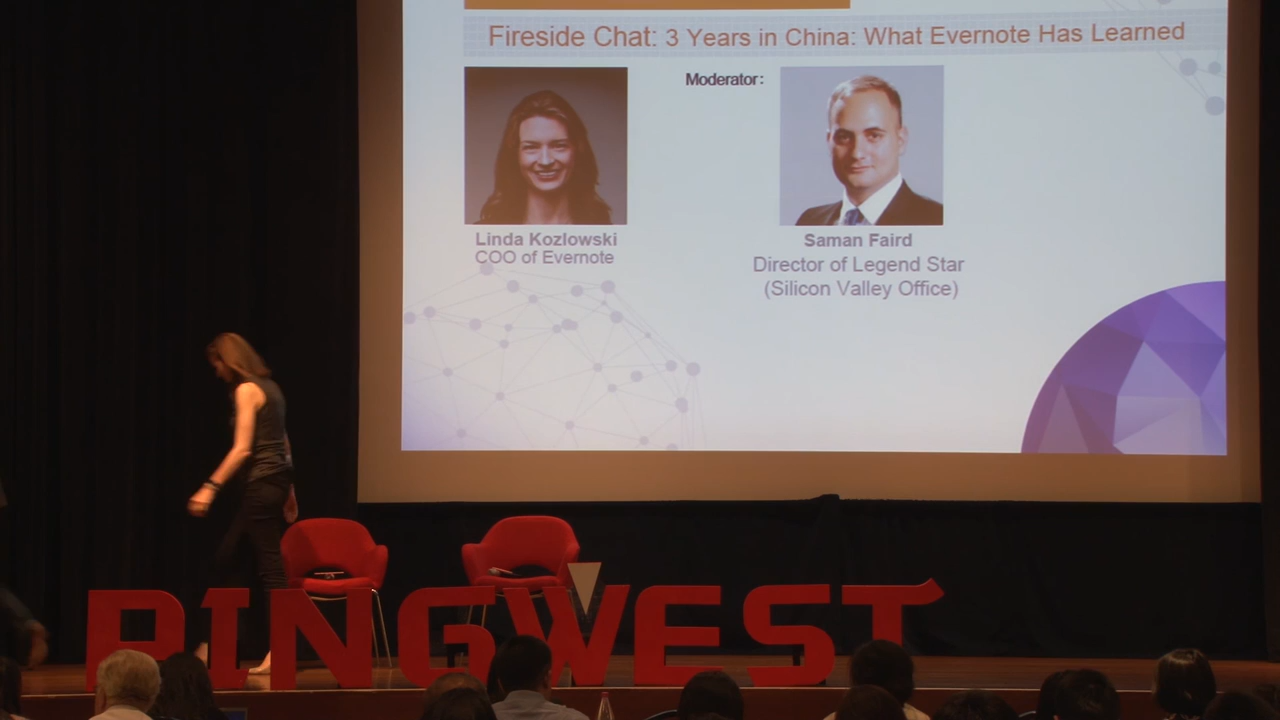 Fireside Chat: 3 Years in China: What Evernote Has Learned
Moderator:
Linda Kozlowski
COO of Evernote
Saman Faird
Director of Legend Star
(Silicon Valley Office)
PINGWEST